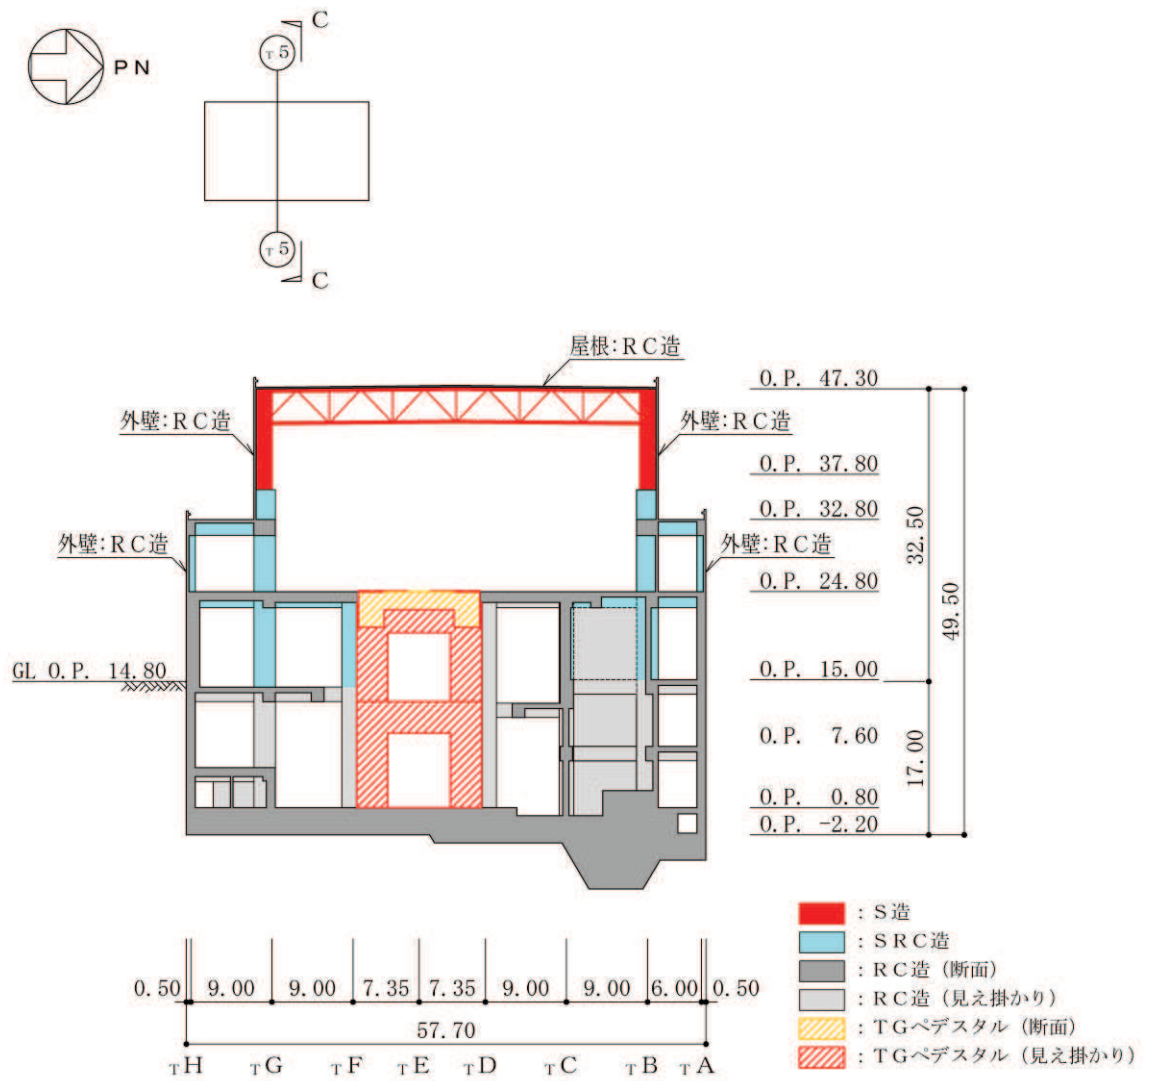 C
T5
PN
T5
C
屋根:RC造
O.P. 47.30
外壁:RC造
外壁:RC造
O.P. 37.80
O.P. 32.80
32.50
外壁:RC造
外壁:RC造
O.P. 24.80
49.50
GL O.P. 14.80
O.P. 15.00
O.P. 7.60
17.00
O.P. 0.80
O.P. -2.20
:S造
:SRC造
:RC造(断面)
:RC造(見え掛かり)
:TGペデスタル(断面)
:TGペデスタル(見え掛かり)
0.50 9.00 9.00 7.35 7.35 9.00 9.00 6.00 0.50
57.70
TH TG TF TE TD TC TB TA